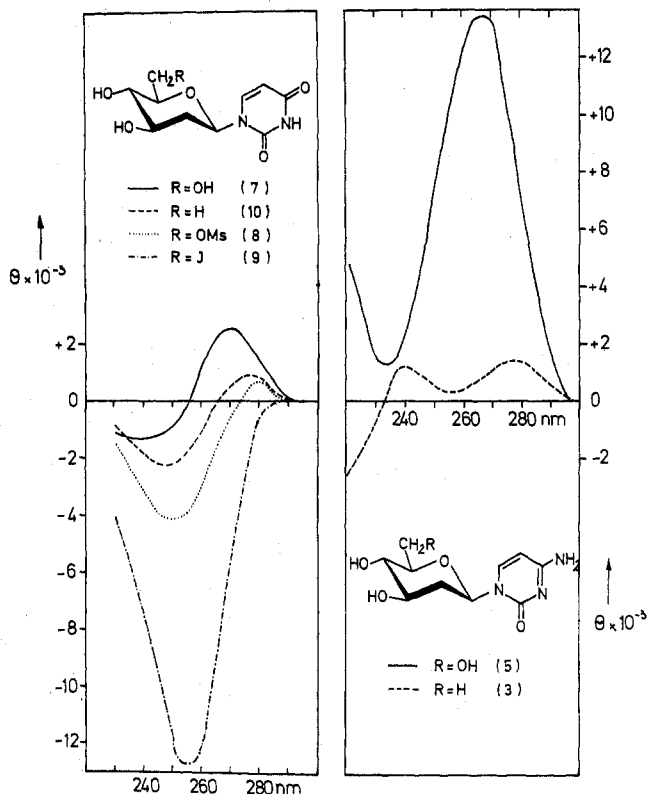 CH₂R
HO
O
HO
N
NH
O
O
R=OH (7)
R=H (10)
R=OMs (8)
R=J (9)
θ×10⁻³
+2
0
-2
-4
-6
-8
-10
-12
240 260 280nm
+12
+10
+8
+6
+4
+2
0
-2
240 260 280 nm
CH₂R
HO
O
HO
N
N
NH₂
O
θ×10⁻³
R=OH (5)
R=H (3)